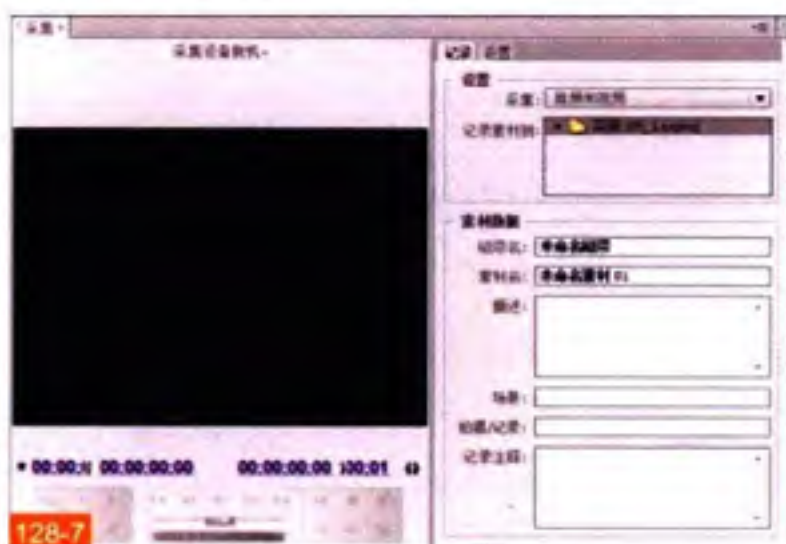 采集
采集设备脱机
记录 设置
设置
采集: 音频和视频
记录素材到:
素材数据
磁带名: 未命名磁带
素材名: 未命名素材 01
描述:
场景:
拍摄/记录:
记录注释:
00:00:00:00 00:00:00:00
128-7